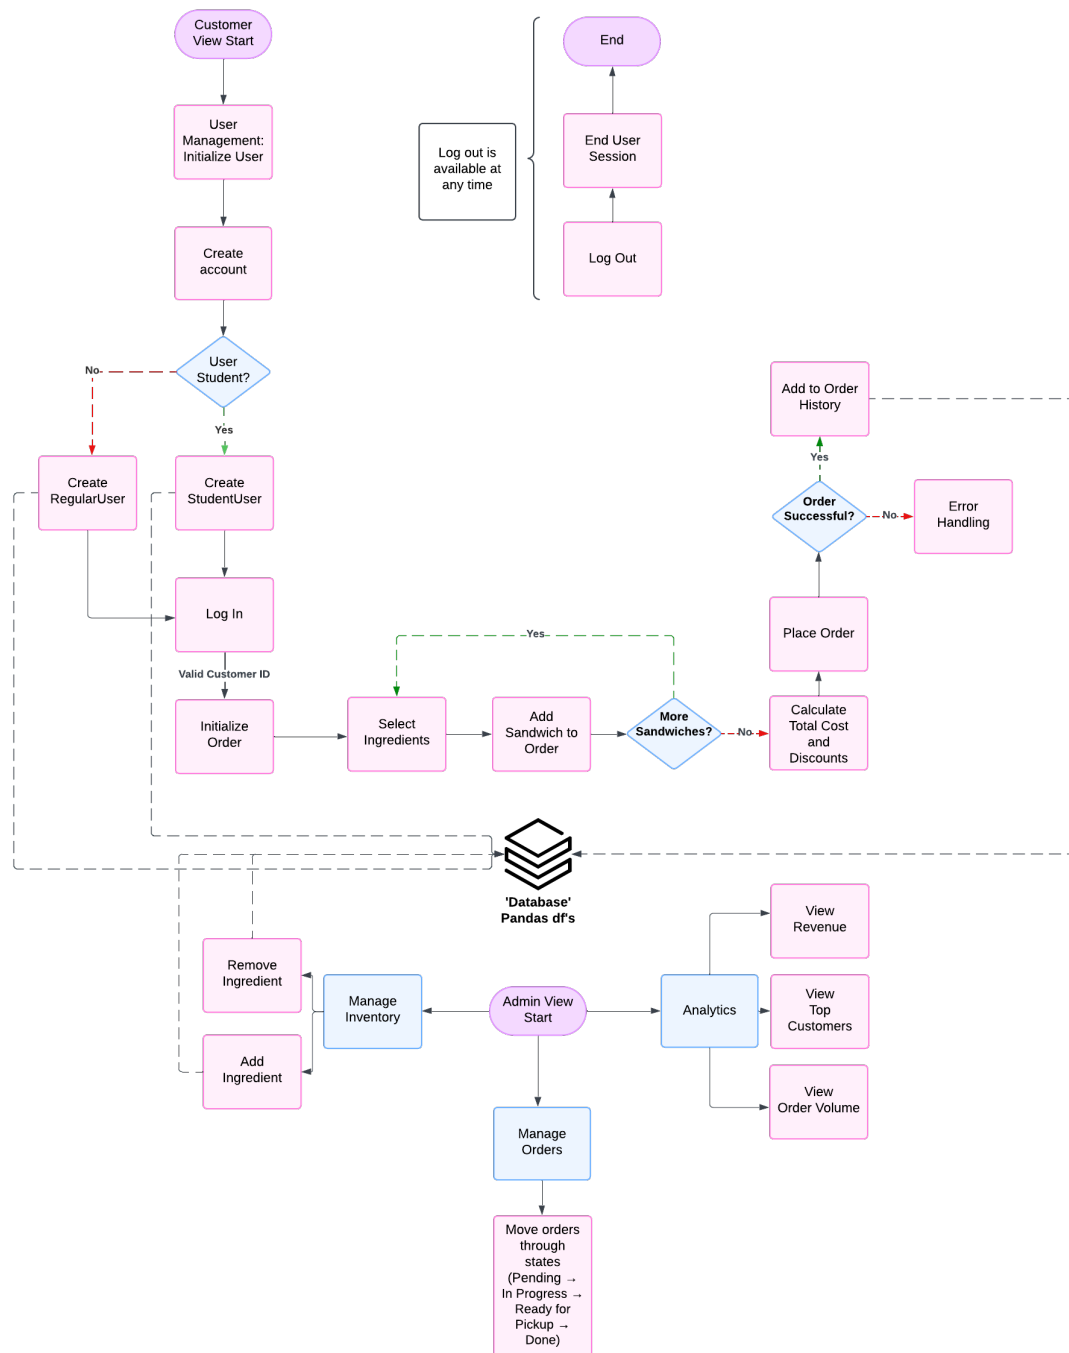 Customer
View Start
User
Management:
Initialize User
Create
account
User
Student?
No
Yes
Create
RegularUser
Create
StudentUser
Log In
Valid Customer ID
Initialize
Order
Select
Ingredients
Add
Sandwich to
Order
More
Sandwiches?
Yes
No
Calculate
Total Cost
and
Discounts
Place Order
Order
Successful?
Yes
No
Add to Order
History
Error
Handling
End
End User
Session
Log Out
Log out is
available at
any time
'Database'
Pandas df's
Admin View
Start
Manage
Inventory
Remove
Ingredient
Add
Ingredient
Analytics
View
Revenue
View
Top
Customers
View
Order Volume
Manage
Orders
Move orders
through
states
(Pending →
In Progress →
Ready for
Pickup →
Done)